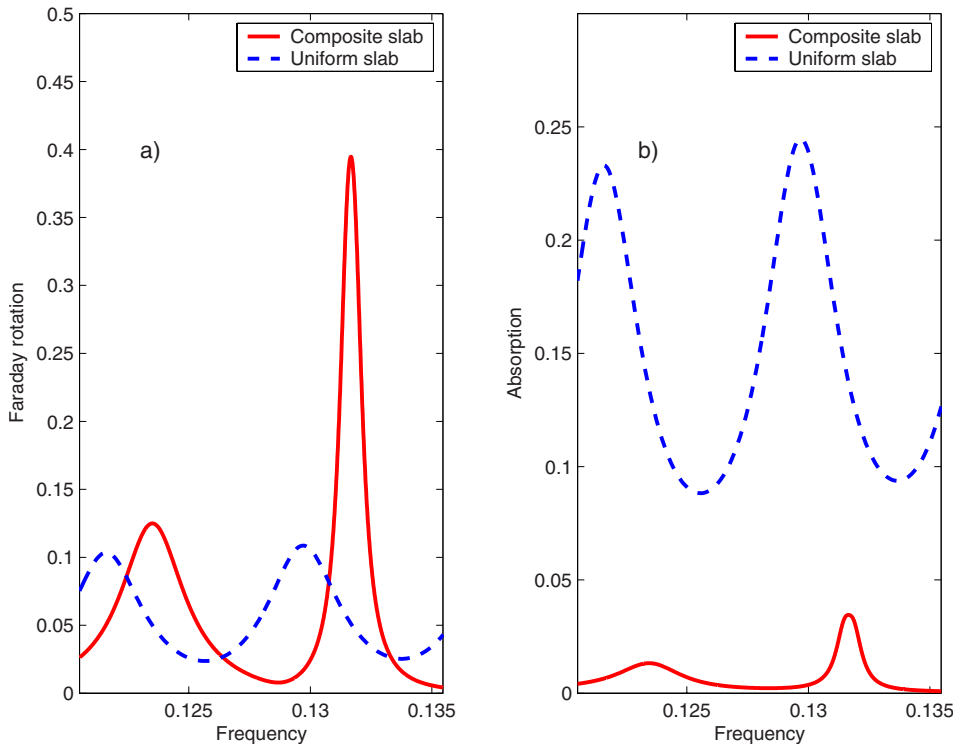 0.5
0.45
0.4
0.35
0.3
0.25
0.2
0.15
0.1
0.05
0
Faraday rotation
a)
Composite slab
Uniform slab
0.125
0.13
0.135
Frequency
0.25
0.2
0.15
0.1
0.05
0
Absorption
b)
Composite slab
Uniform slab
0.125
0.13
0.135
Frequency